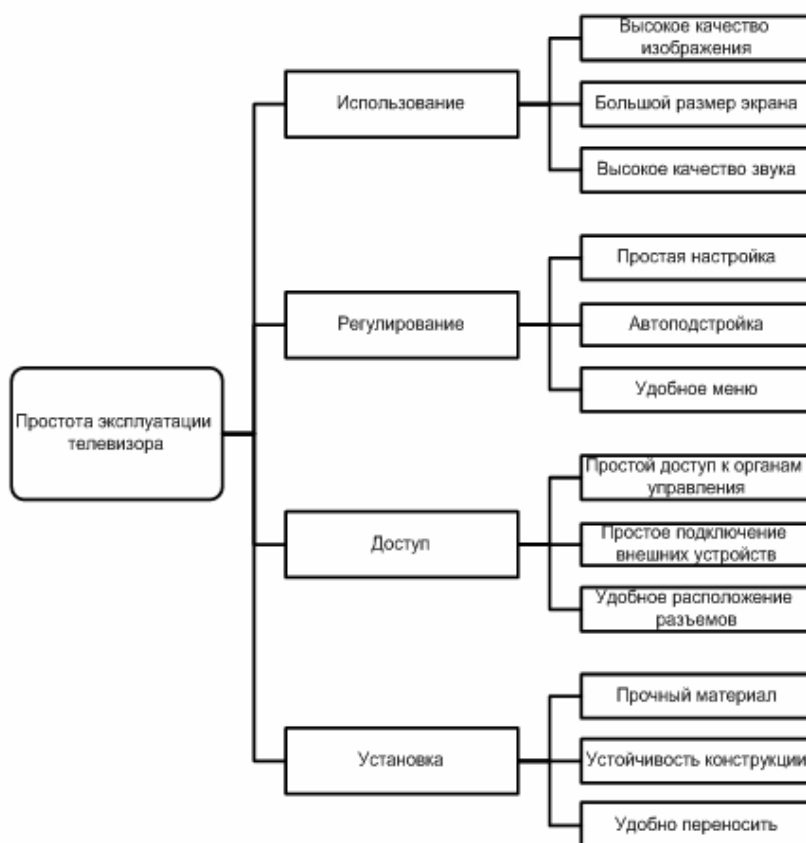 Простота эксплуатации
телевизора
Использование
Высокое качество
изображения
Большой размер экрана
Высокое качество звука
Регулирование
Простая настройка
Автоподстройка
Удобное меню
Доступ
Простой доступ к органам
управления
Простое подключение
внешних устройств
Удобное расположение
разъемов
Установка
Прочный материал
Устойчивость конструкции
Удобно переносить